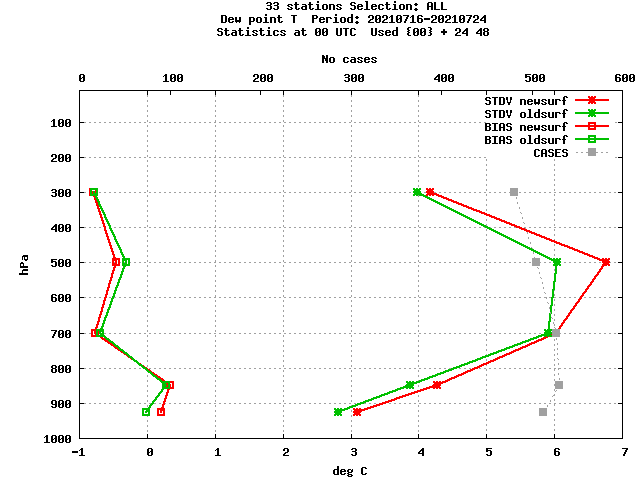 33 stations Selection: ALL
Dew point T  Period: 20210716-20210724
Statistics at 00 UTC  Used {00} + 24 48
No cases
0 100 200 300 400 500 600
STDV newsurf
STDV oldsurf
BIAS newsurf
BIAS oldsurf
CASES
100
200
300
400
500
600
700
800
900
1000
hPa
-1 0 1 2 3 4 5 6 7
deg C